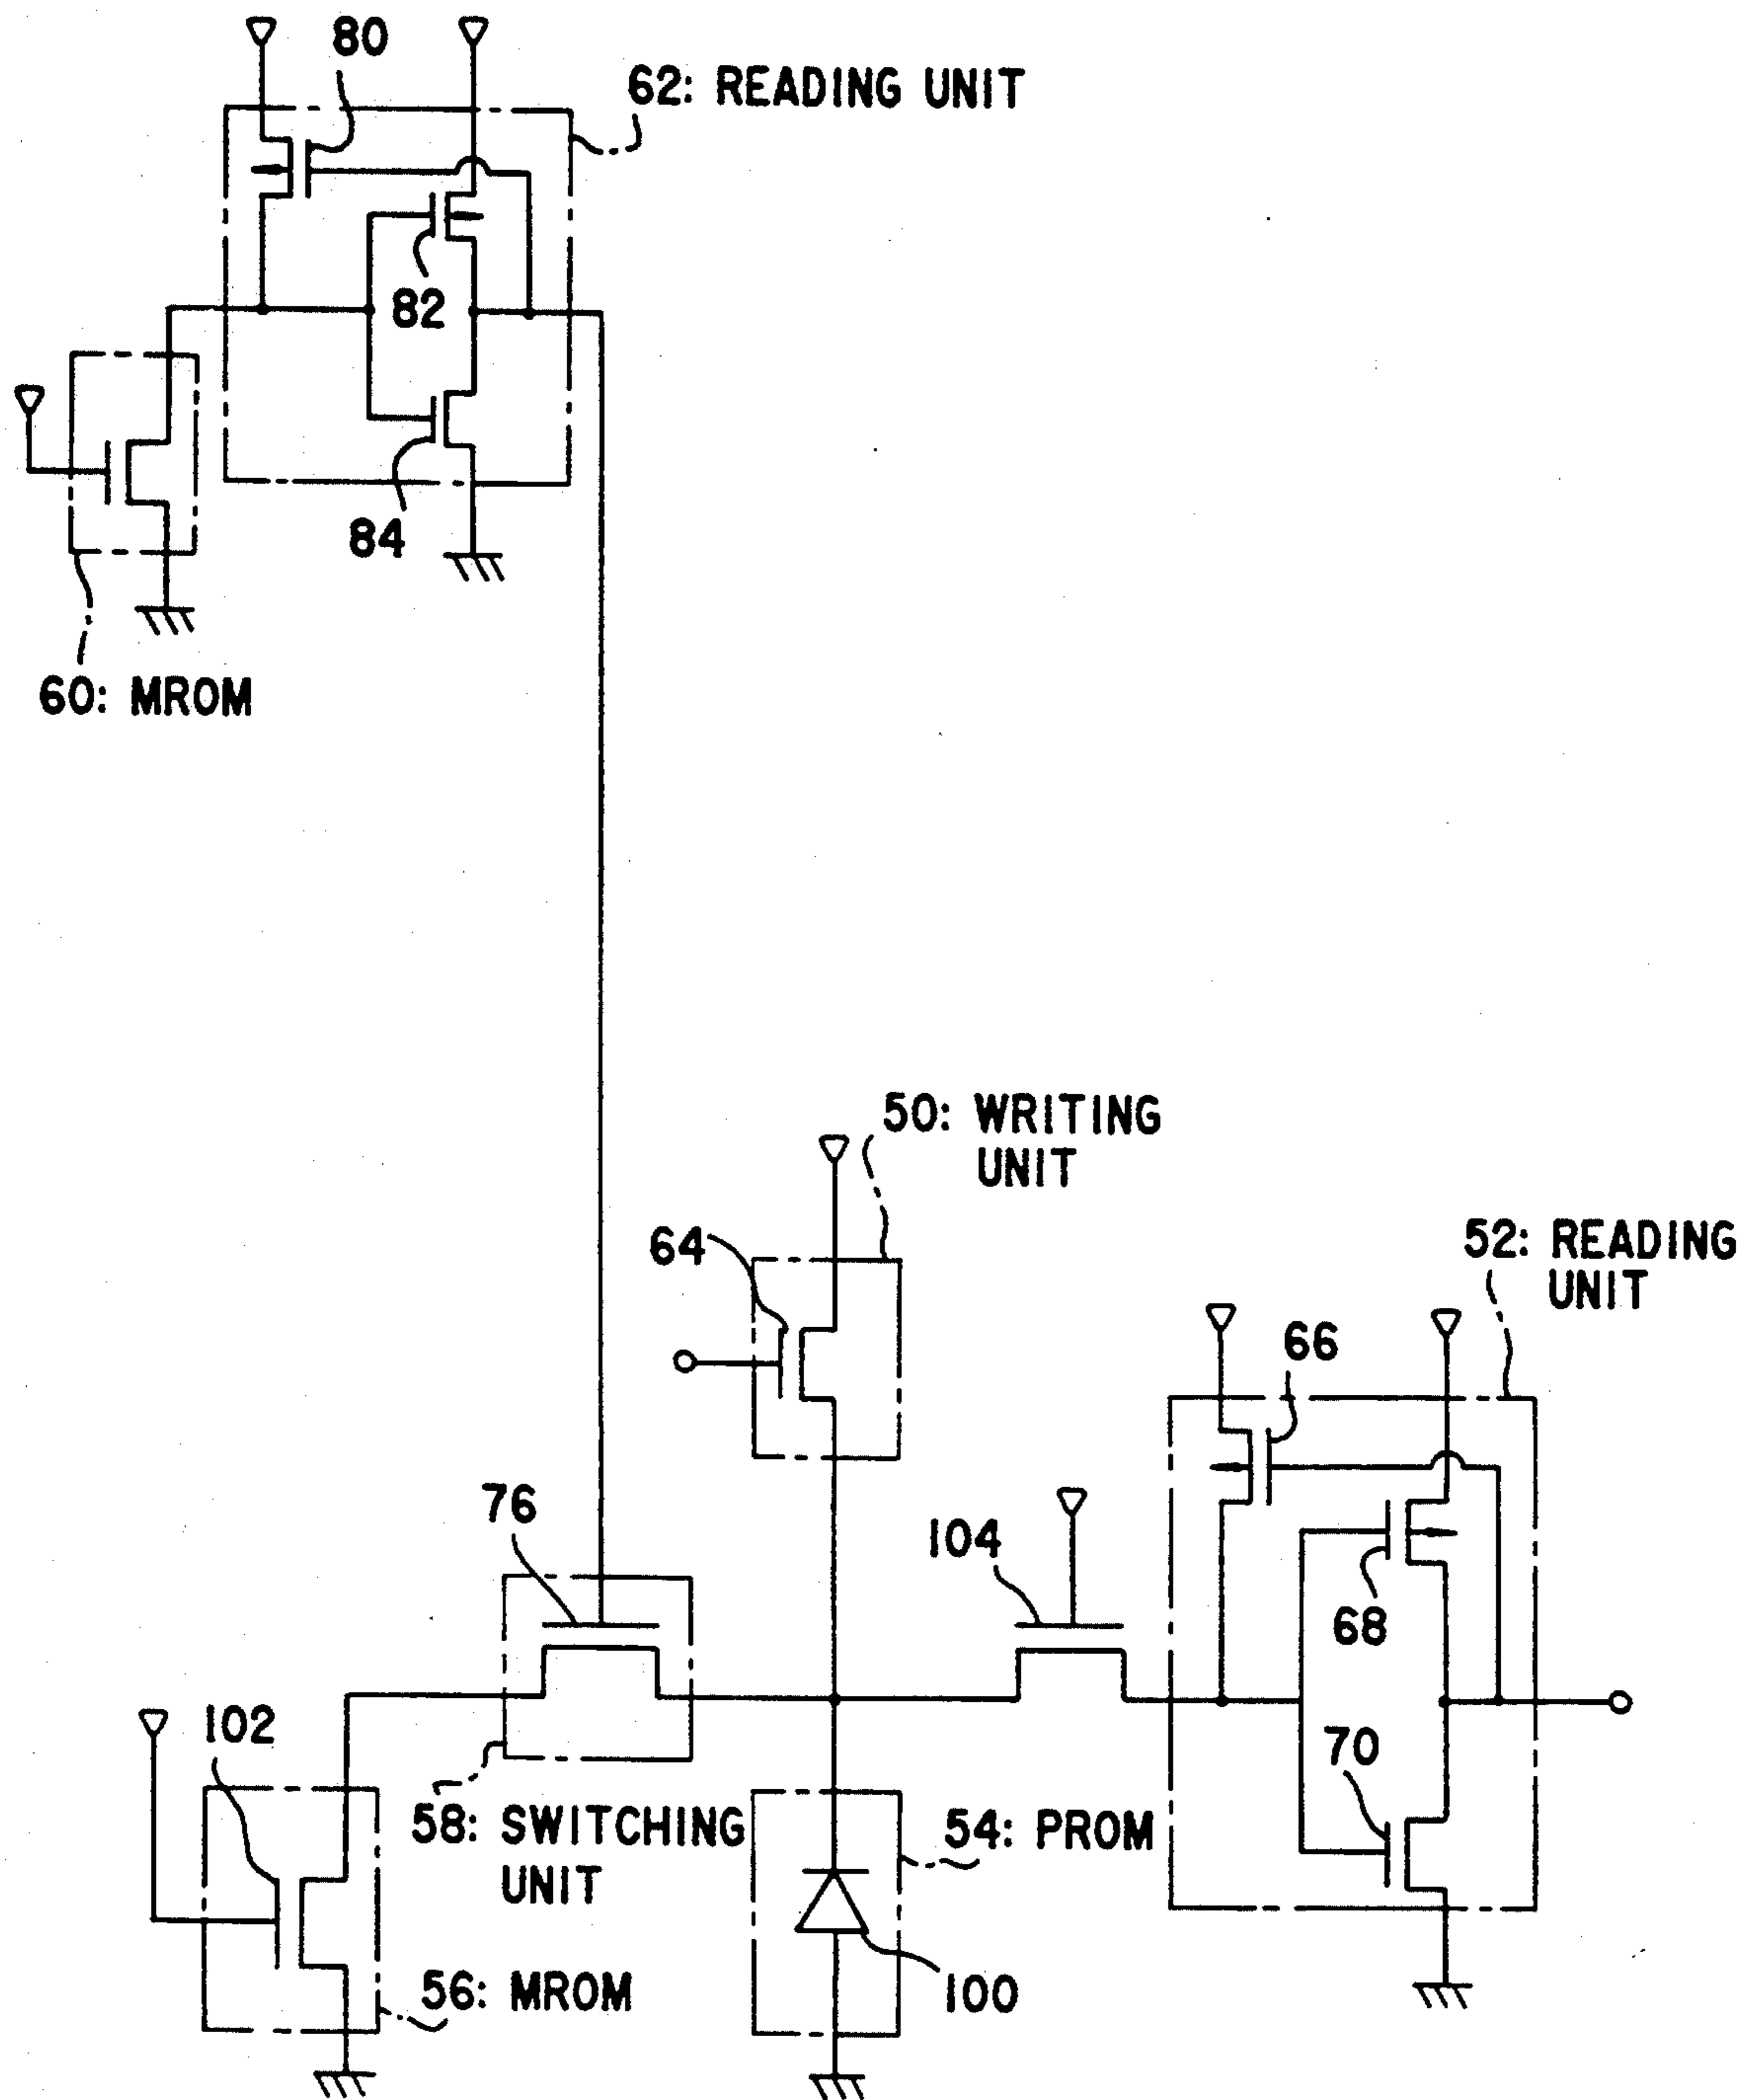 80
62: READING UNIT
82
84
60: MROM
50: WRITING
UNIT
64
52: READING
UNIT
66
76
104
68
102
70
58: SWITCHING
UNIT
54: PROM
56: MROM
100